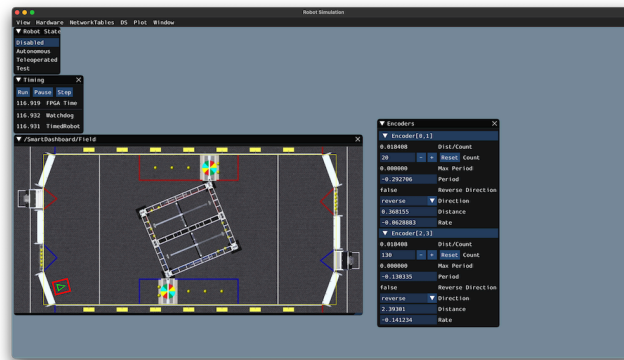 Robot Simulation
View Hardware NetworkTables DS Plot Window
Robot State
Disabled
Autonomous
Teleoperated
Test
Timing
Run Pause Step
116.919 FPGA Time
116.932 Watchdog
116.931 TimedRobot
/SmartDashboard/Field
Encoders
Encoder[0,1]
0.018408 Dist/Count
20 - + Reset Count
0.000000 Max Period
-0.292706 Period
false Reverse Direction
reverse Direction
0.368155 Distance
-0.0628883 Rate
Encoder[2,3]
0.018408 Dist/Count
130 - + Reset Count
0.000000 Max Period
-0.130335 Period
false Reverse Direction
reverse Direction
2.39301 Distance
-0.141234 Rate